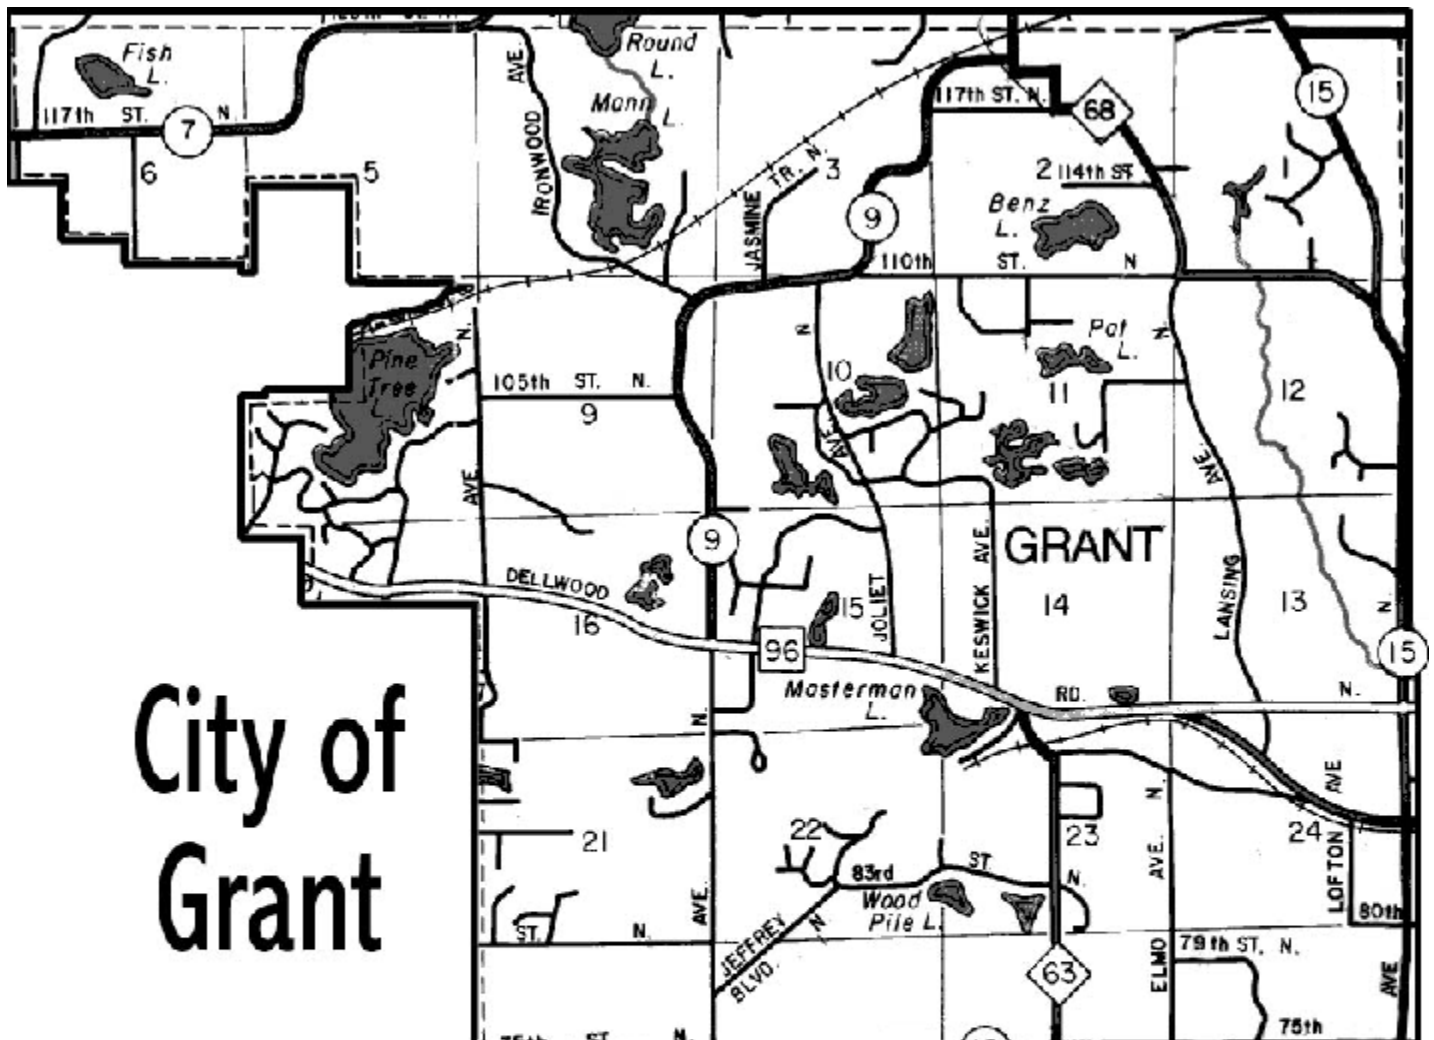 Fish
L.
Round
L.
AVE.
Mann
L.
117th ST. N.
7
IRONWOOD
6
5
117th ST. N.
68
15
JASMINE TR. N.
3
2
114th ST.
1
9
Benz
L.
110th ST. N
N.
Pine
Tree
L.
N
10
Pat
L.
N
105th ST. N.
9
11
12
AVE.
AVE.
AVE.
9
GRANT
KESWICK AVE.
DELLWOOD
16
15
JOLIET
14
LANSING
13
N.
96
15
Masterman
L.
RD.
N.
City of
Grant
N.
AVE
N.
21
22
23
24
83rd ST
N.
AVE.
LOFTON
Wood
Pile L.
AVE.
80th
ST. N.
JEFFREY
BLVD.
N
79th ST. N.
63
ELMO
AVE
75th
75th ST. N.